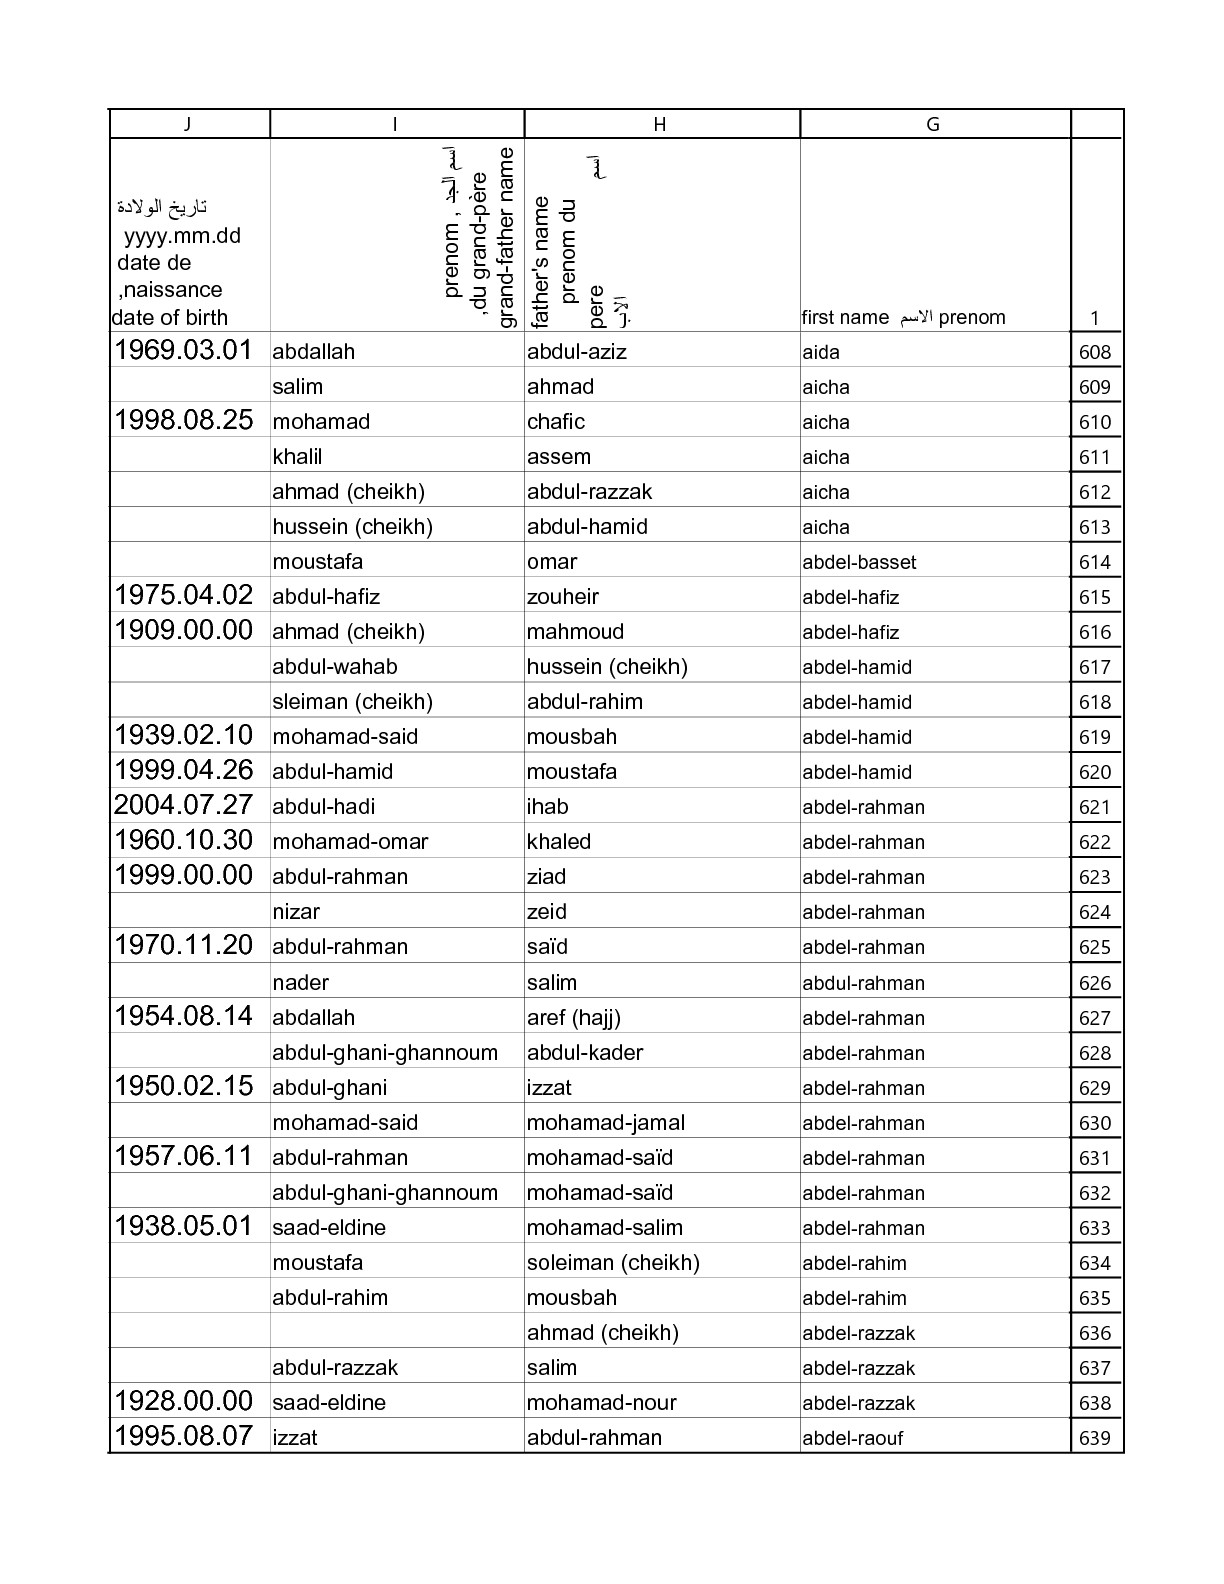 J I H G
تاريخ الولادة
yyyy.mm.dd
date de
,naissance
date of birth
prenom , اسم الجد
,du grand-père
grand-father name
father's name اسم
prenom du
pere
الاب
first name الاسم prenom 1
1969.03.01 abdallah abdul-aziz aida 608
salim ahmad aicha 609
1998.08.25 mohamad chafic aicha 610
khalil assem aicha 611
ahmad (cheikh) abdul-razzak aicha 612
hussein (cheikh) abdul-hamid aicha 613
moustafa omar abdel-basset 614
1975.04.02 abdul-hafiz zouheir abdel-hafiz 615
1909.00.00 ahmad (cheikh) mahmoud abdel-hafiz 616
abdul-wahab hussein (cheikh) abdel-hamid 617
sleiman (cheikh) abdul-rahim abdel-hamid 618
1939.02.10 mohamad-said mousbah abdel-hamid 619
1999.04.26 abdul-hamid moustafa abdel-hamid 620
2004.07.27 abdul-hadi ihab abdel-rahman 621
1960.10.30 mohamad-omar khaled abdel-rahman 622
1999.00.00 abdul-rahman ziad abdel-rahman 623
nizar zeid abdel-rahman 624
1970.11.20 abdul-rahman saïd abdel-rahman 625
nader salim abdul-rahman 626
1954.08.14 abdallah aref (hajj) abdel-rahman 627
abdul-ghani-ghannoum abdul-kader abdel-rahman 628
1950.02.15 abdul-ghani izzat abdel-rahman 629
mohamad-said mohamad-jamal abdel-rahman 630
1957.06.11 abdul-rahman mohamad-saïd abdel-rahman 631
abdul-ghani-ghannoum mohamad-saïd abdel-rahman 632
1938.05.01 saad-eldine mohamad-salim abdel-rahman 633
moustafa soleiman (cheikh) abdel-rahim 634
abdul-rahim mousbah abdel-rahim 635
ahmad (cheikh) abdel-razzak 636
abdul-razzak salim abdel-razzak 637
1928.00.00 saad-eldine mohamad-nour abdel-razzak 638
1995.08.07 izzat abdul-rahman abdel-raouf 639